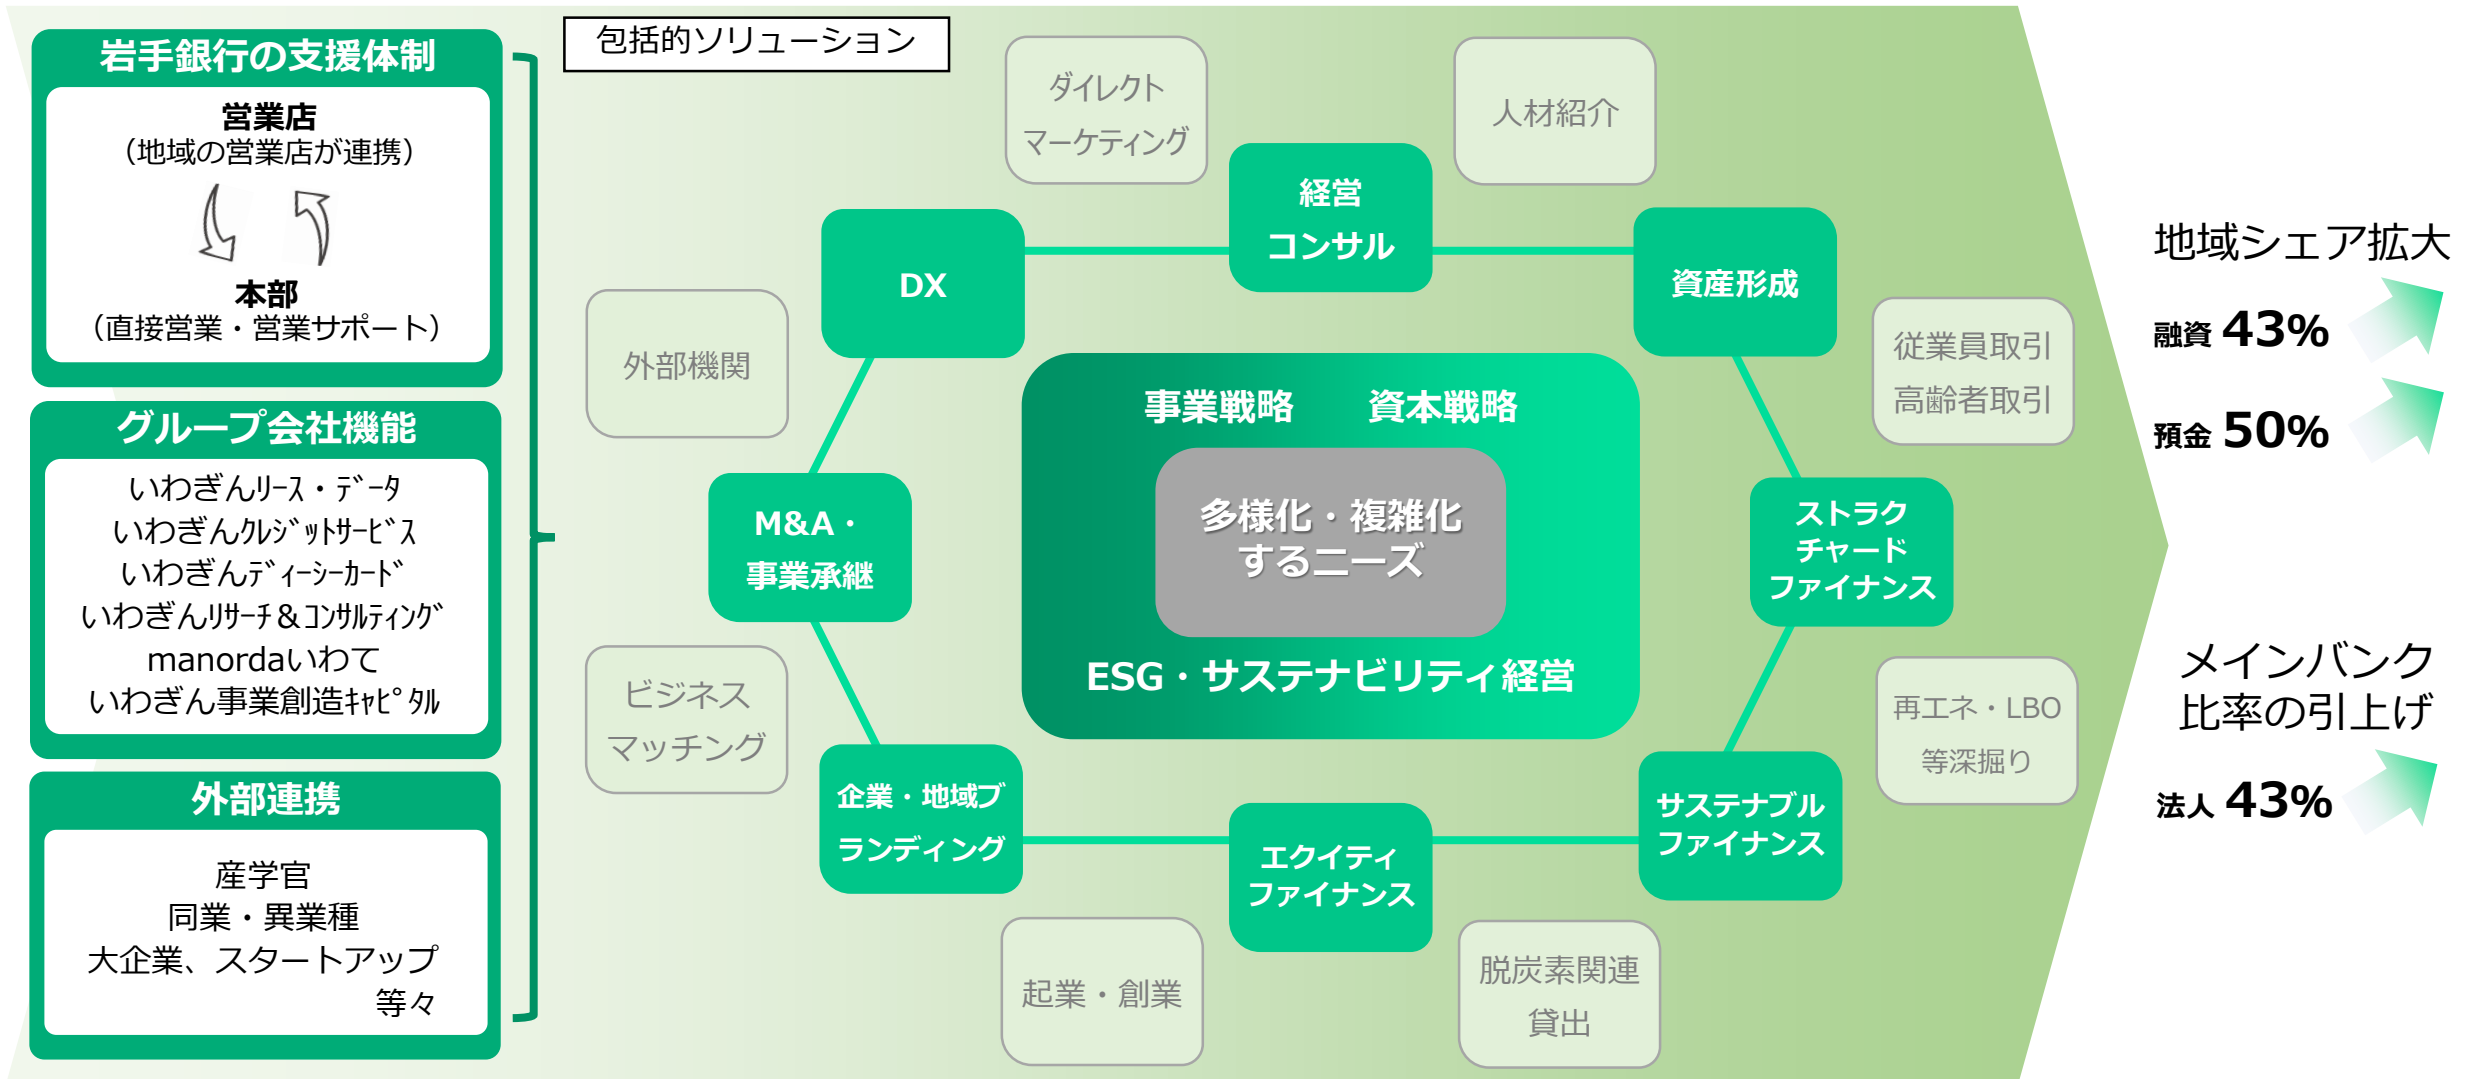 岩手銀行の支援体制
営業店
（地域の営業店が連携）
本部
（直接営業・営業サポート）
グループ会社機能
いわぎんﾘｰｽ・ﾃﾞｰﾀ
いわぎんｸﾚｼﾞｯﾄｻｰﾋﾞｽ
いわぎんﾃﾞｨｰｼｰｶｰﾄﾞ
いわぎんﾘｻｰﾁ＆ｺﾝｻﾙﾃｨﾝｸﾞ
manordaいわて
いわぎん事業創造ｷｬﾋﾟﾀﾙ
外部連携
産学官
同業・異業種
大企業、スタートアップ
等々
包括的ソリューション
ダイレクト
マーケティング
人材紹介
経営
コンサル
DX
資産形成
外部機関
従業員取引
高齢者取引
事業戦略　資本戦略
多様化・複雑化
するニーズ
ESG・サステナビリティ経営
M&A・
事業承継
ストラク
チャード
ファイナンス
ビジネス
マッチング
再エネ・LBO
等深掘り
企業・地域ブ
ランディング
エクイティ
ファイナンス
サステナブル
ファイナンス
起業・創業
脱炭素関連
貸出
地域シェア拡大
融資 43%
預金 50%
メインバンク
比率の引上げ
法人 43%